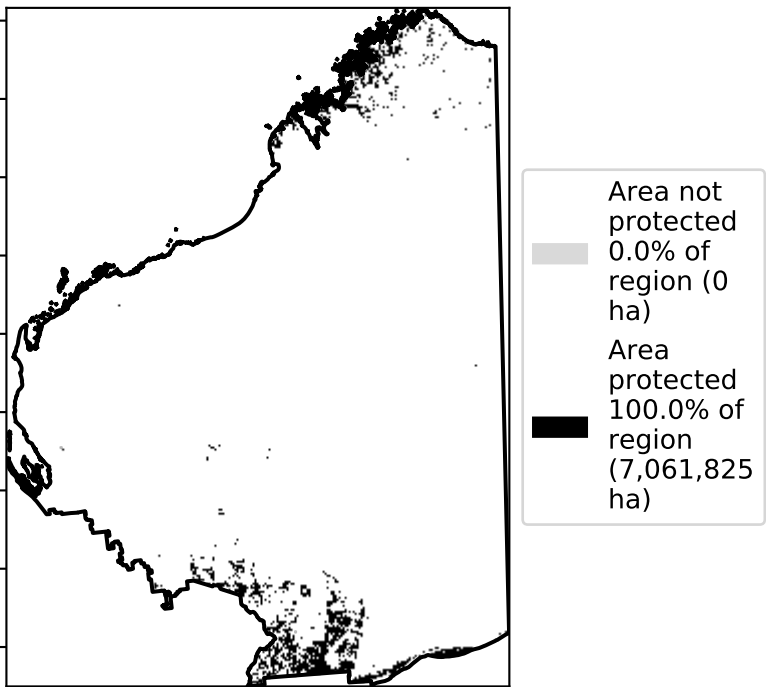 Area not
protected
0.0% of
region (0
ha)
Area
protected
100.0% of
region
(7,061,825
ha)